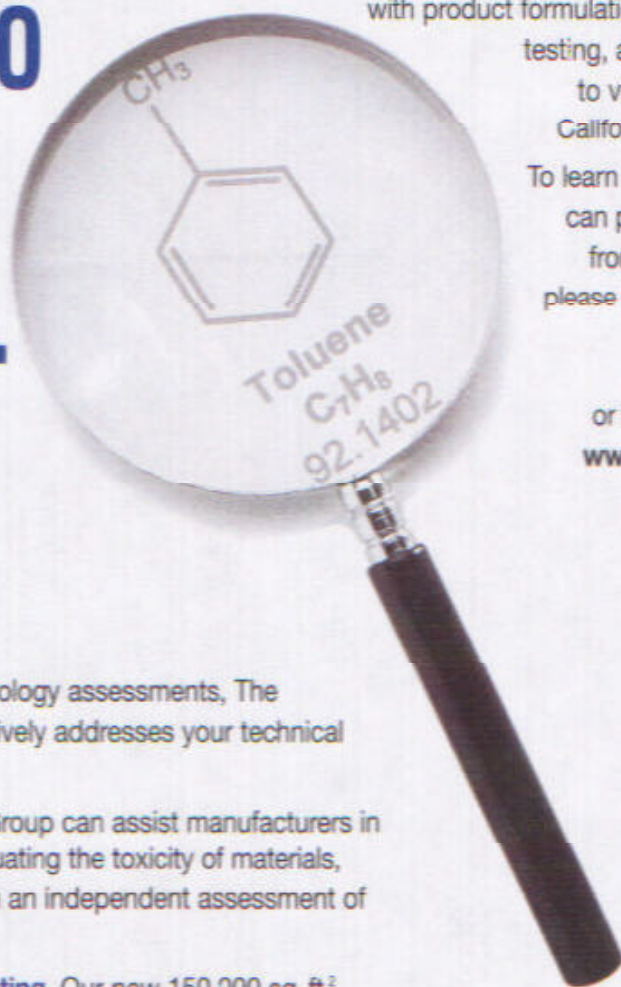 0
with product formulati
testing, a
to v
Califo
To learn
can p
fro
please
or
ww
CH₃
Toluene
C₇H₈
92.1402
ology assessments, The
ively addresses your technical
Group can assist manufacturers in
uating the toxicity of materials,
an independent assessment of
ting. Our new 150,000 sq. ft.²